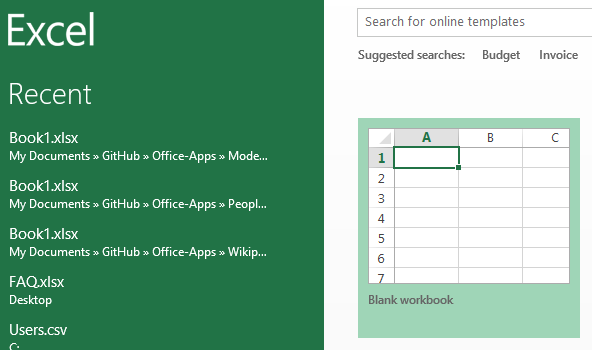 Excel
Recent
Book1.xlsx
My Documents » GitHub » Office-Apps » Mode...
Book1.xlsx
My Documents » GitHub » Office-Apps » Peopl...
Book1.xlsx
My Documents » GitHub » Office-Apps » Wikip...
FAQ.xlsx
Desktop
Users.csv
C:
Search for online templates
Suggested searches: Budget Invoice
A B C
1
2
3
4
5
6
7
Blank workbook